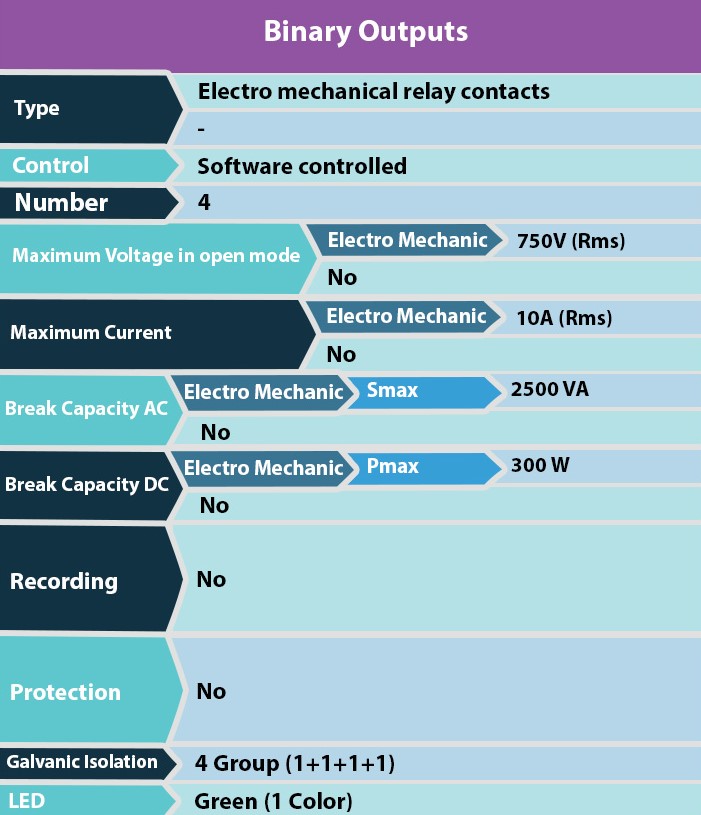 Binary Outputs
Type
Electro mechanical relay contacts
-
Control
Software controlled
Number
4
Maximum Voltage in open mode
Electro Mechanic
750V (Rms)
No
Maximum Current
Electro Mechanic
10A (Rms)
No
Break Capacity AC
Electro Mechanic
Smax
2500 VA
No
Break Capacity DC
Electro Mechanic
Pmax
300 W
No
Recording
No
Protection
No
Galvanic Isolation
4 Group (1+1+1+1)
LED
Green (1 Color)